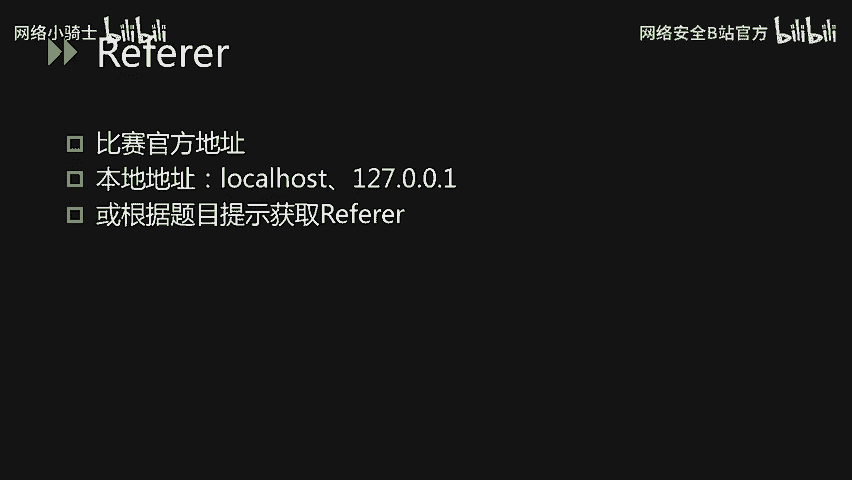 网络小骑士 bilibili
网络安全B站官方 bilibili
Referer
比赛官方地址
本地地址：localhost、127.0.0.1
或根据题目提示获取Referer